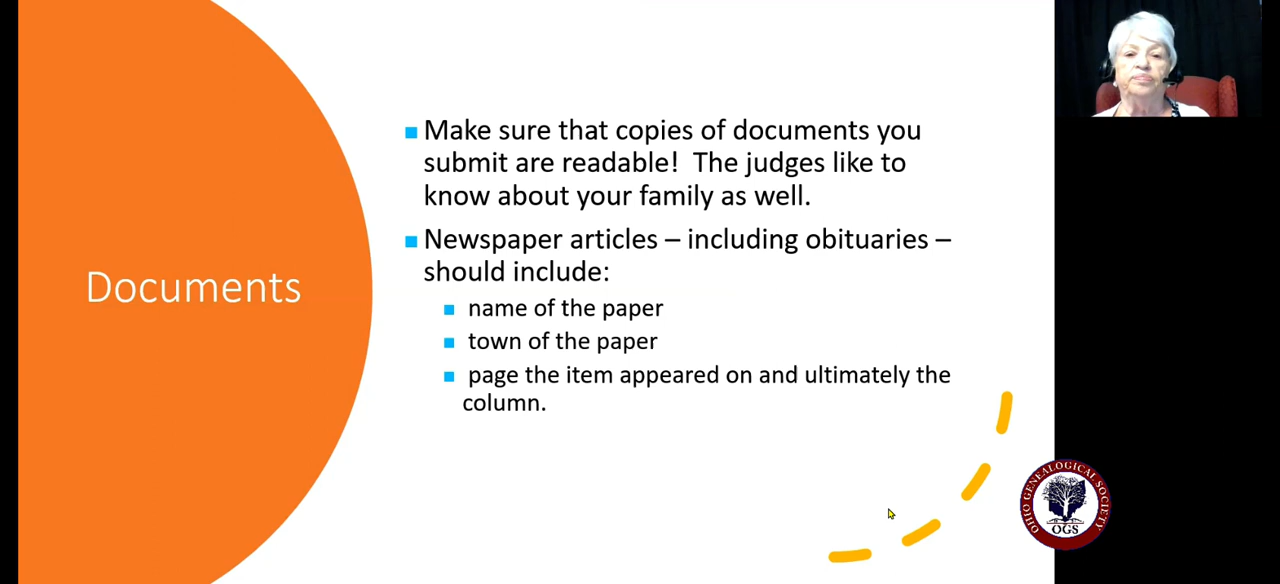 Documents
Make sure that copies of documents you
submit are readable!  The judges like to
know about your family as well.
Newspaper articles – including obituaries –
should include:
name of the paper
town of the paper
page the item appeared on and ultimately the
column.
OHIO GENEALOGICAL SOCIETY
OGS